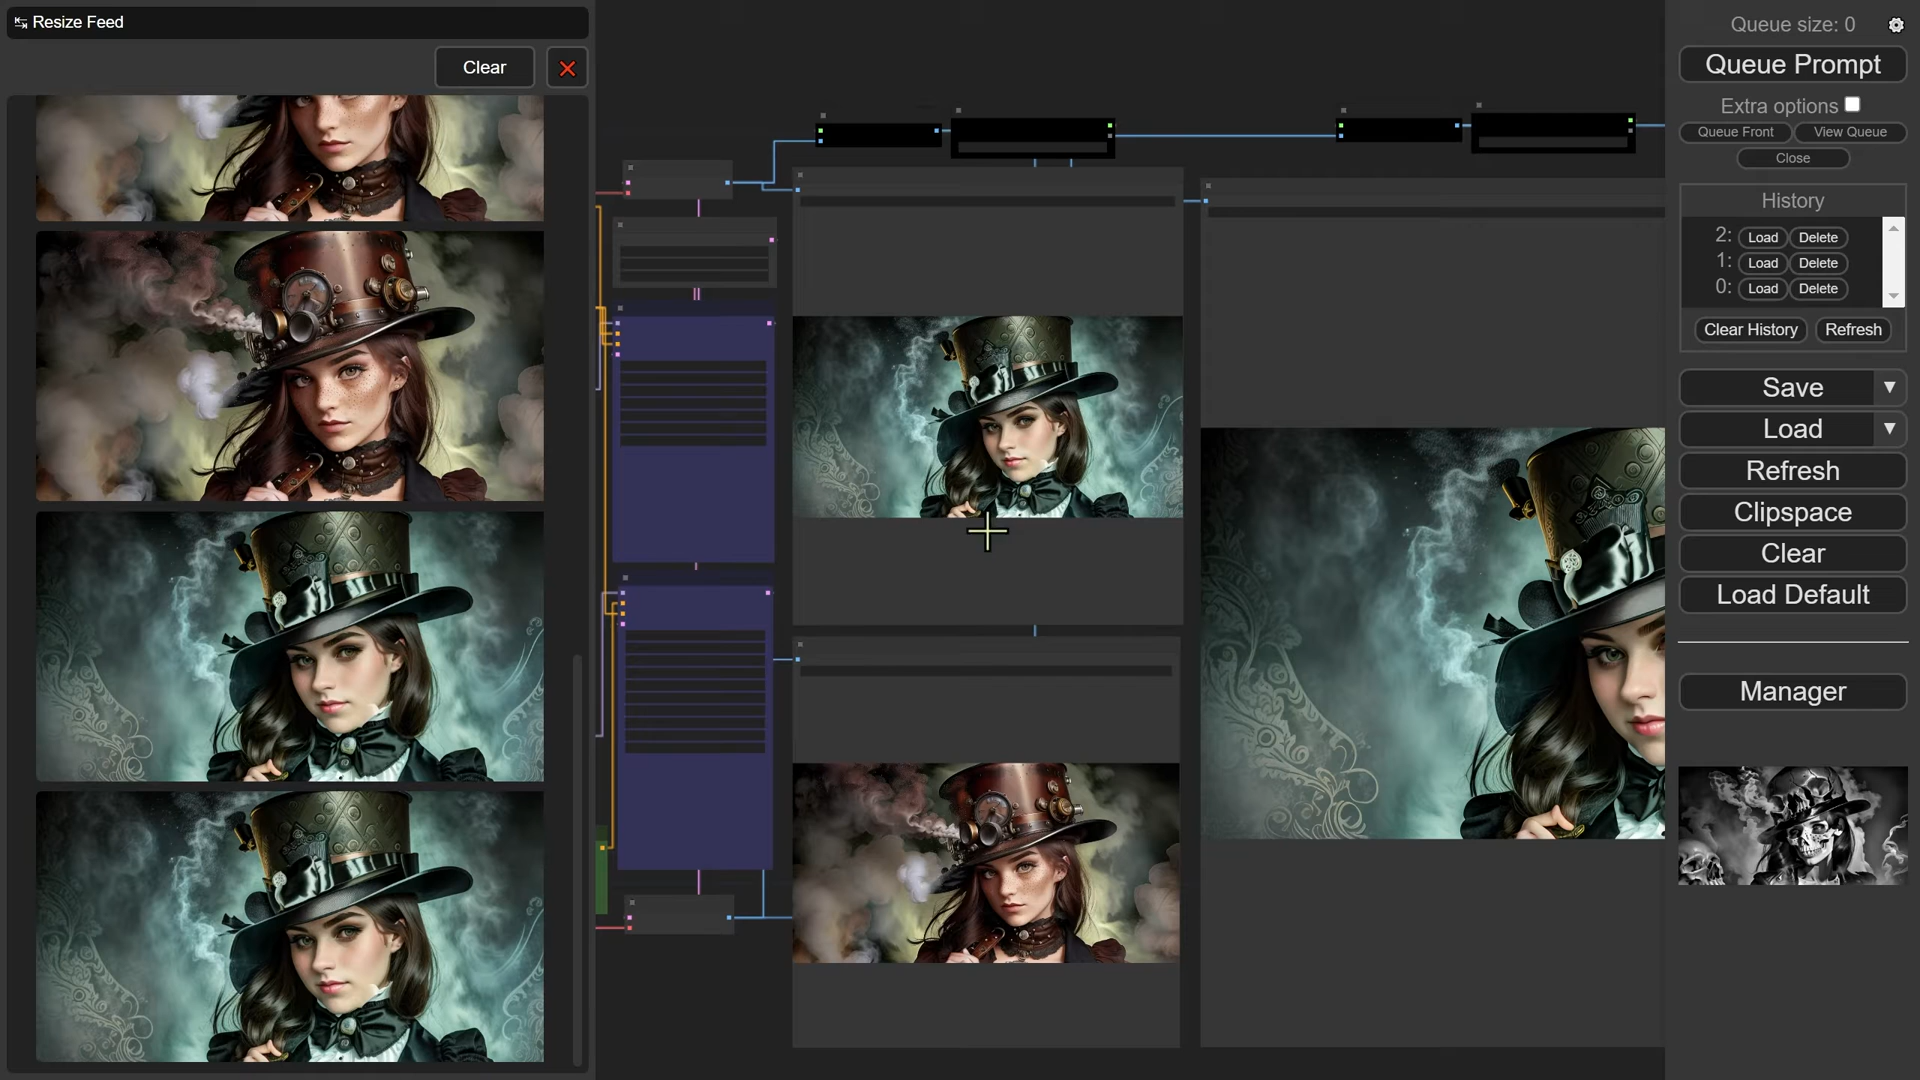 Resize Feed
Clear
Queue size: 0
Queue Prompt
Extra options
Queue Front
View Queue
Close
History
2: Load Delete
1: Load Delete
0: Load Delete
Clear History
Refresh
Save
Load
Refresh
Clipspace
Clear
Load Default
Manager